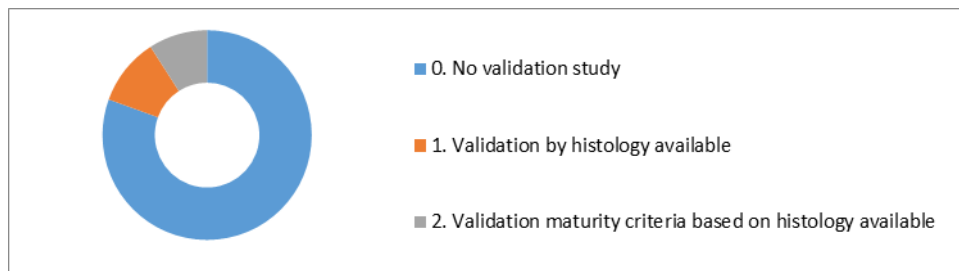 0. No validation study
1. Validation by histology available
2. Validation maturity criteria based on histology available